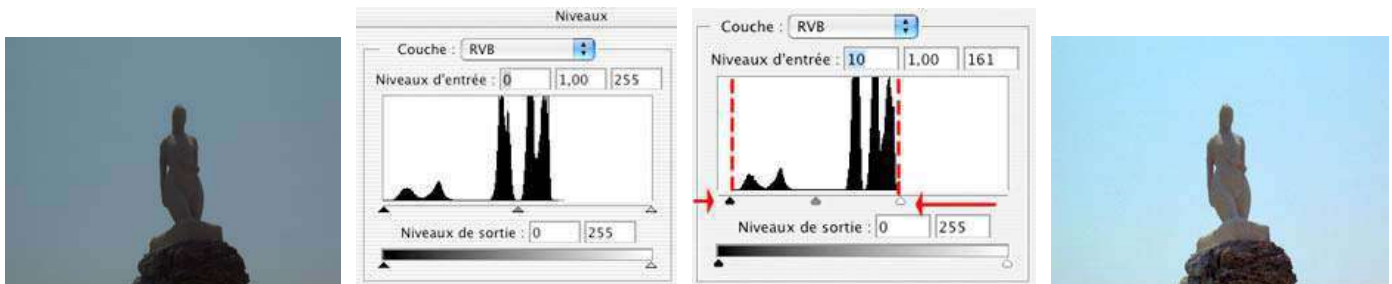 Niveaux
Couche : RVB
Niveaux d'entrée : 0 1,00 255
Niveaux de sortie : 0 255
Couche : RVB
Niveaux d'entrée : 10 1,00 161
Niveaux de sortie : 0 255